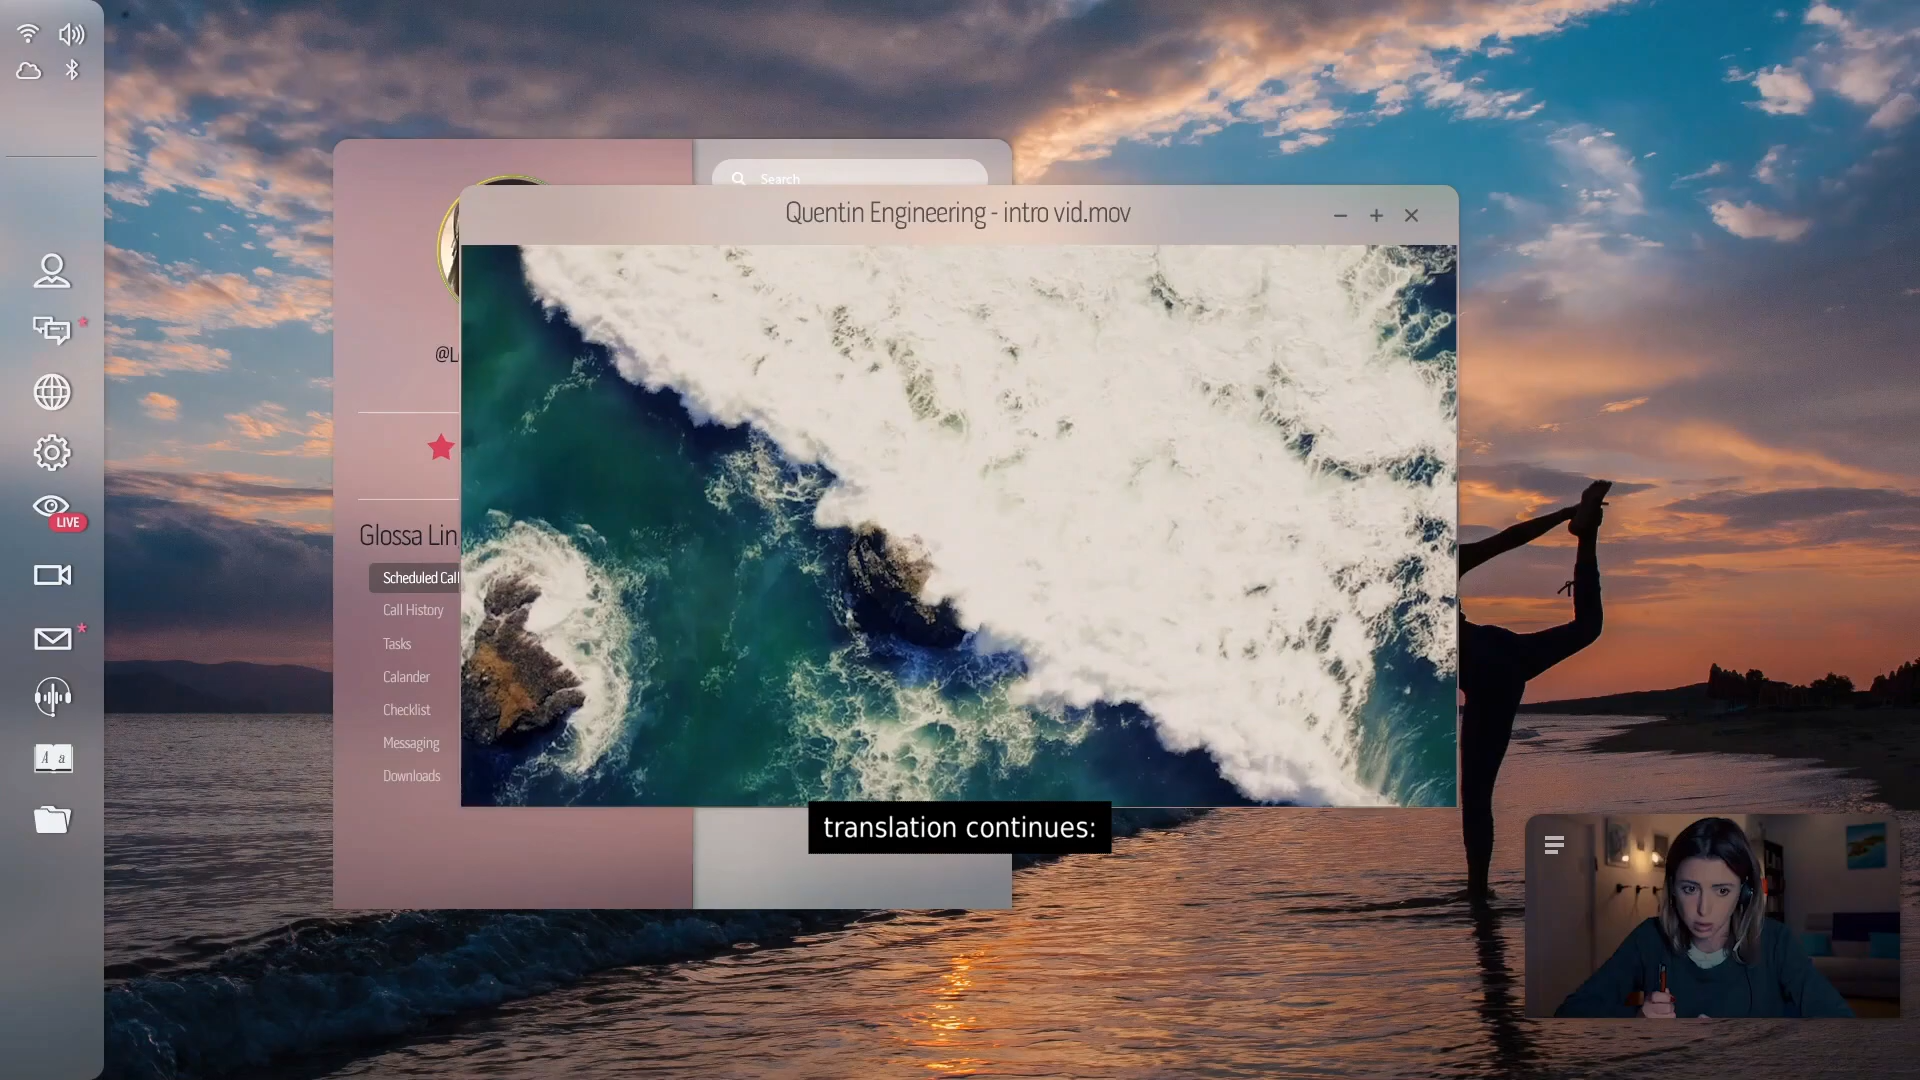 Search
Quentin Engineering - intro vid.mov
@L
Glossa Lin
LIVE
Scheduled Call
Call History
Tasks
Calander
Checklist
Messaging
Downloads
A a
translation continues: